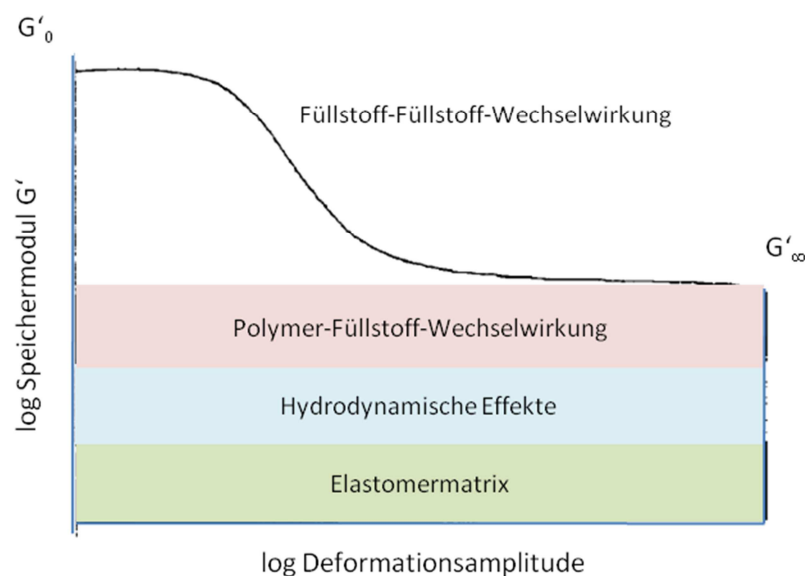 G‘₀
Füllstoff-Füllstoff-Wechselwirkung
G‘∞
log Speichermodul G‘
Polymer-Füllstoff-Wechselwirkung
Hydrodynamische Effekte
Elastomermatrix
log Deformationsamplitude